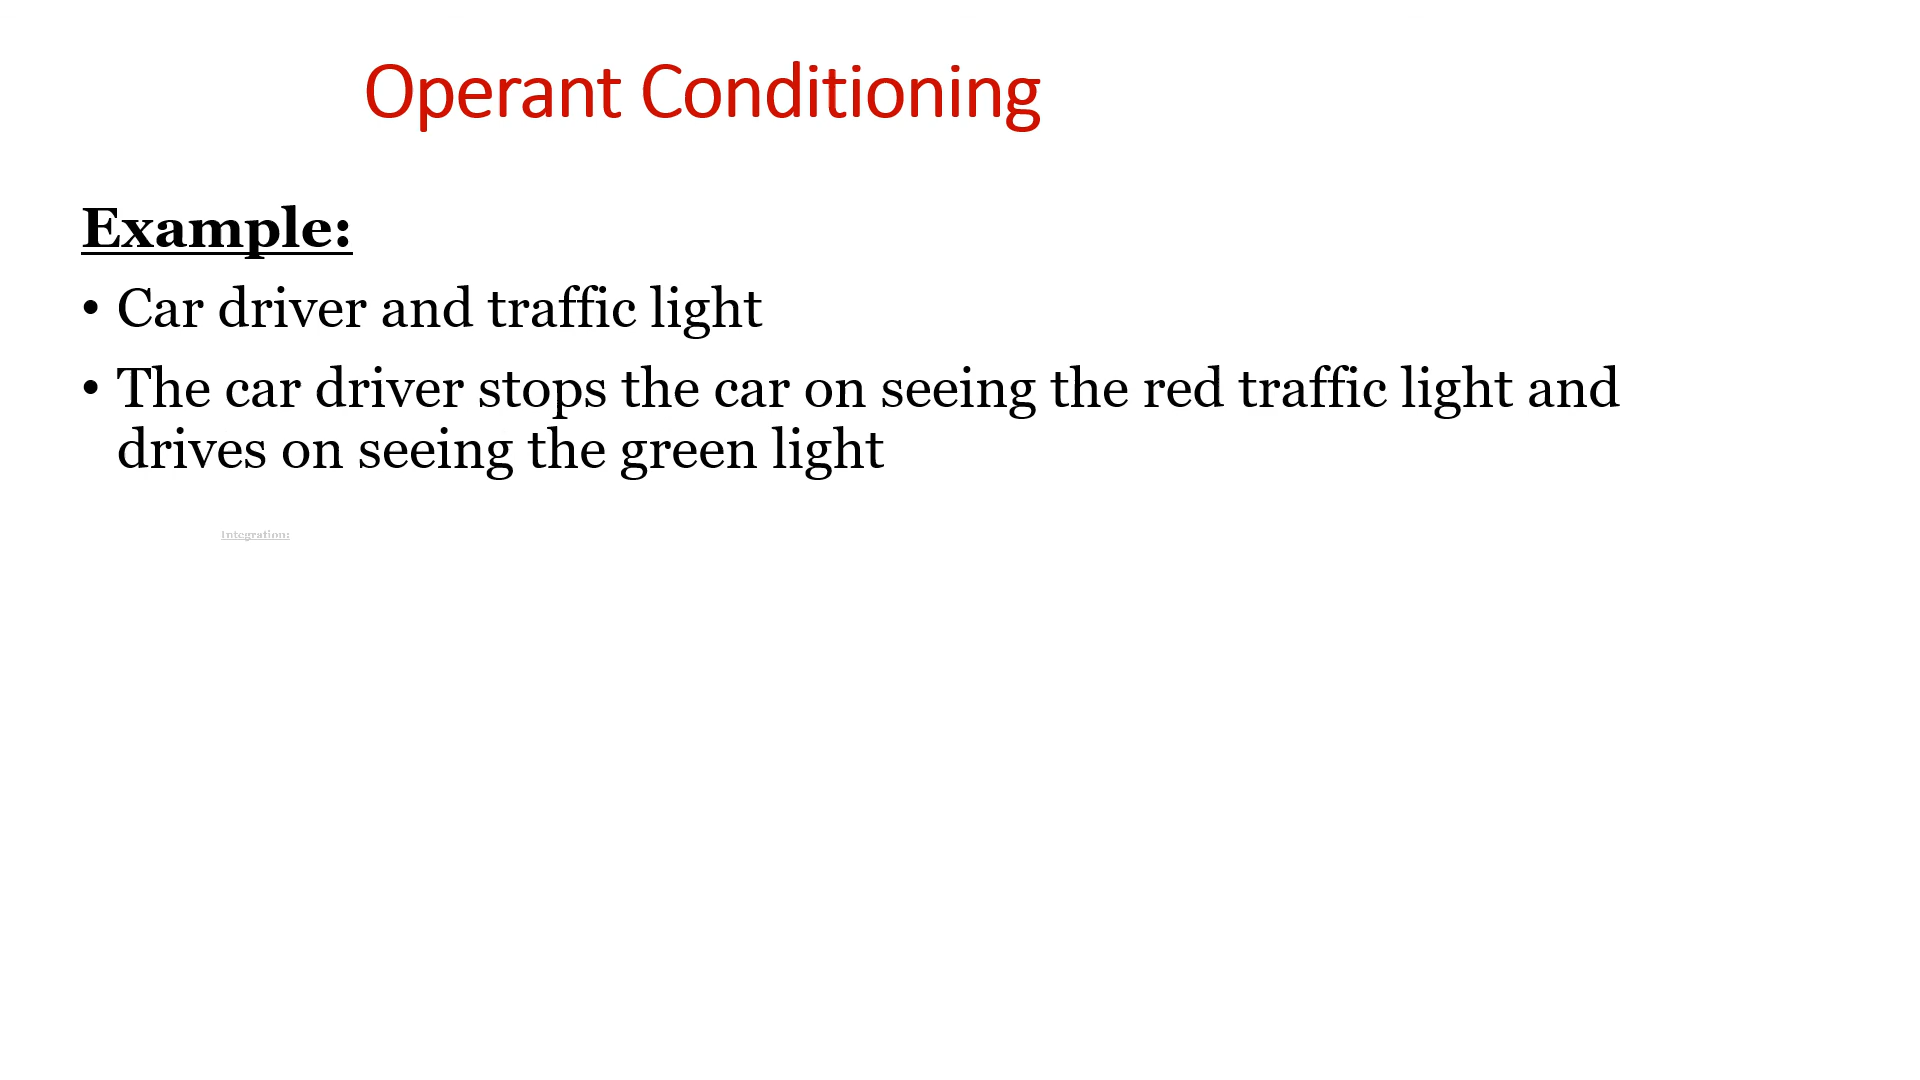 Operant Conditioning
Example:
• Car driver and traffic light
• The car driver stops the car on seeing the red traffic light and
drives on seeing the green light
Integration: